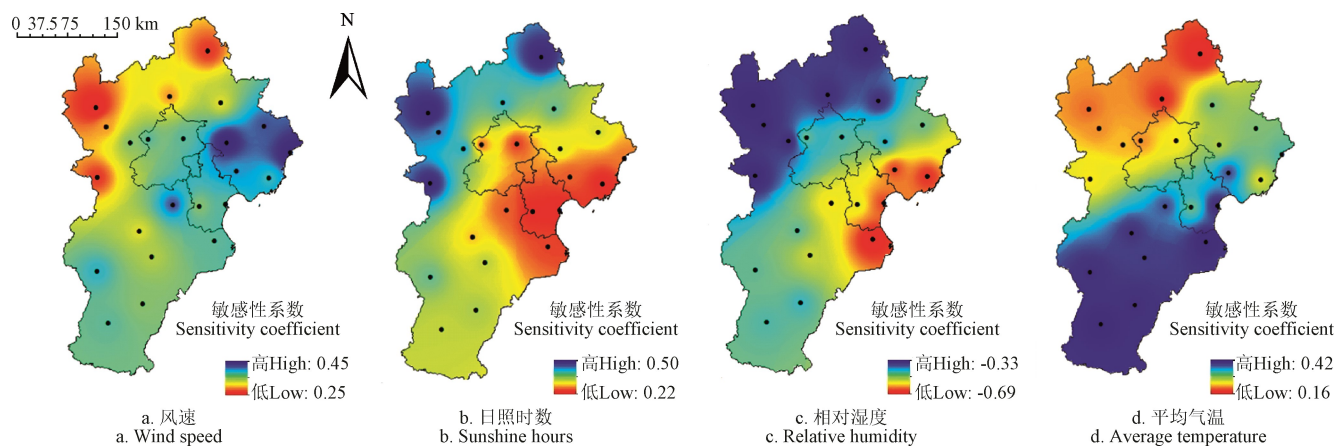 0 37.5 75 150 km
N
敏感性系数
Sensitivity coefficient
高High: 0.45
低Low: 0.25
a. 风速
a. Wind speed
敏感性系数
Sensitivity coefficient
高High: 0.50
低Low: 0.22
b. 日照时数
b. Sunshine hours
敏感性系数
Sensitivity coefficient
高High: -0.33
低Low: -0.69
c. 相对湿度
c. Relative humidity
敏感性系数
Sensitivity coefficient
高High: 0.42
低Low: 0.16
d. 平均气温
d. Average temperature